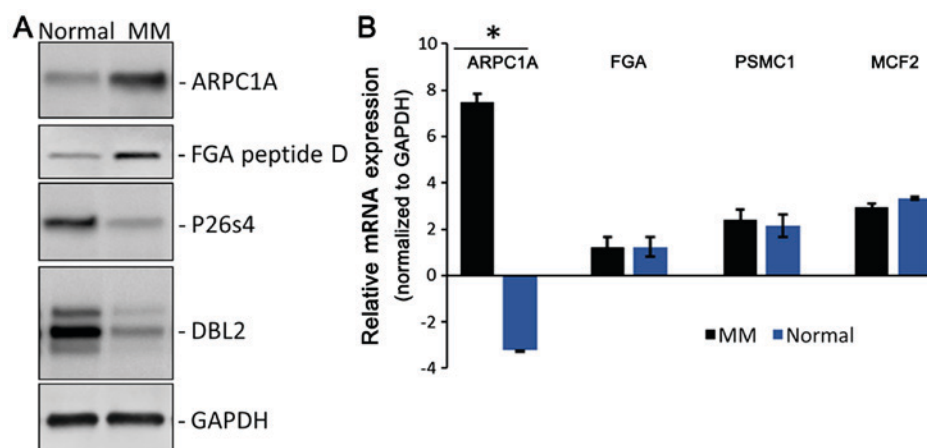 A
Normal MM
- ARPC1A
- FGA peptide D
- P26s4
- DBL2
- GAPDH
B
Relative mRNA expression
(normalized to GAPDH)
10
8
6
4
2
0
-2
-4
*
ARPC1A FGA PSMC1 MCF2
MM Normal